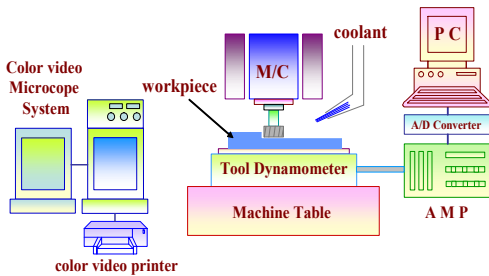 Color video
Microcope
System
workpiece
M/C
coolant
P C
A/D Converter
Tool Dynamometer
A M P
Machine Table
color video printer